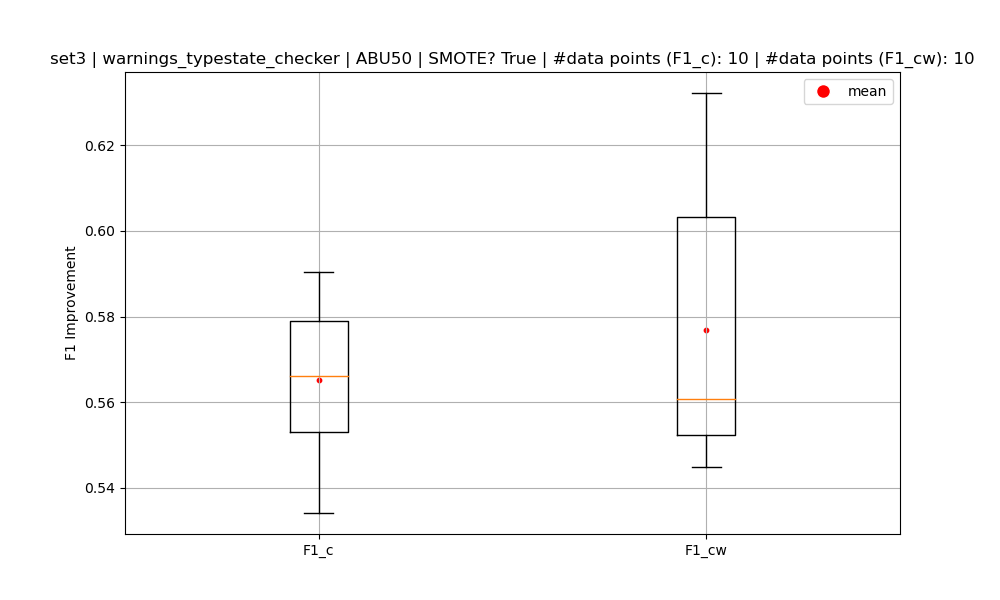 set3 | warnings_typestate_checker | ABU50 | SMOTE? True | #data points (F1_c): 10 | #data points (F1_cw): 10
mean
0.62
0.60
0.58
0.56
0.54
F1 Improvement
F1_c
F1_cw